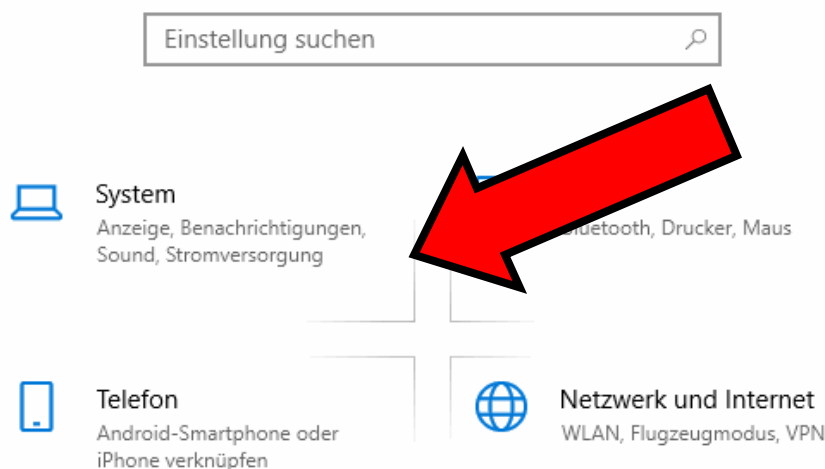 Einstellung suchen
System
Anzeige, Benachrichtigungen,
Sound, Stromversorgung
Bluetooth, Drucker, Maus
Telefon
Android-Smartphone oder
iPhone verknüpfen
Netzwerk und Internet
WLAN, Flugzeugmodus, VPN